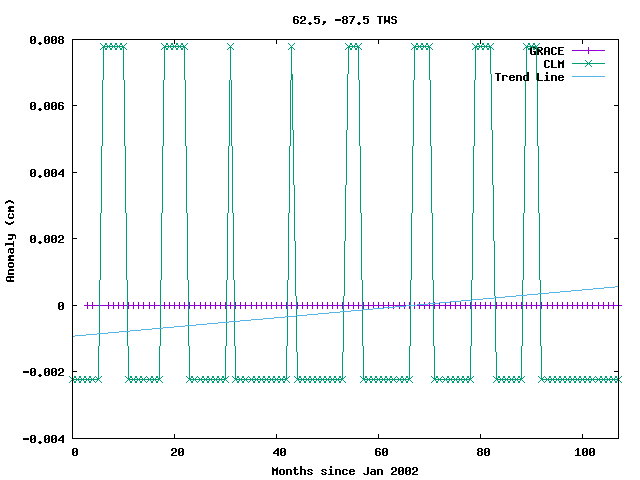 62.5, -87.5 TWS
GRACE
CLM
Trend Line
0.008
0.006
0.004
0.002
0
-0.002
-0.004
Anomaly (cm)
0 20 40 60 80 100
Months since Jan 2002